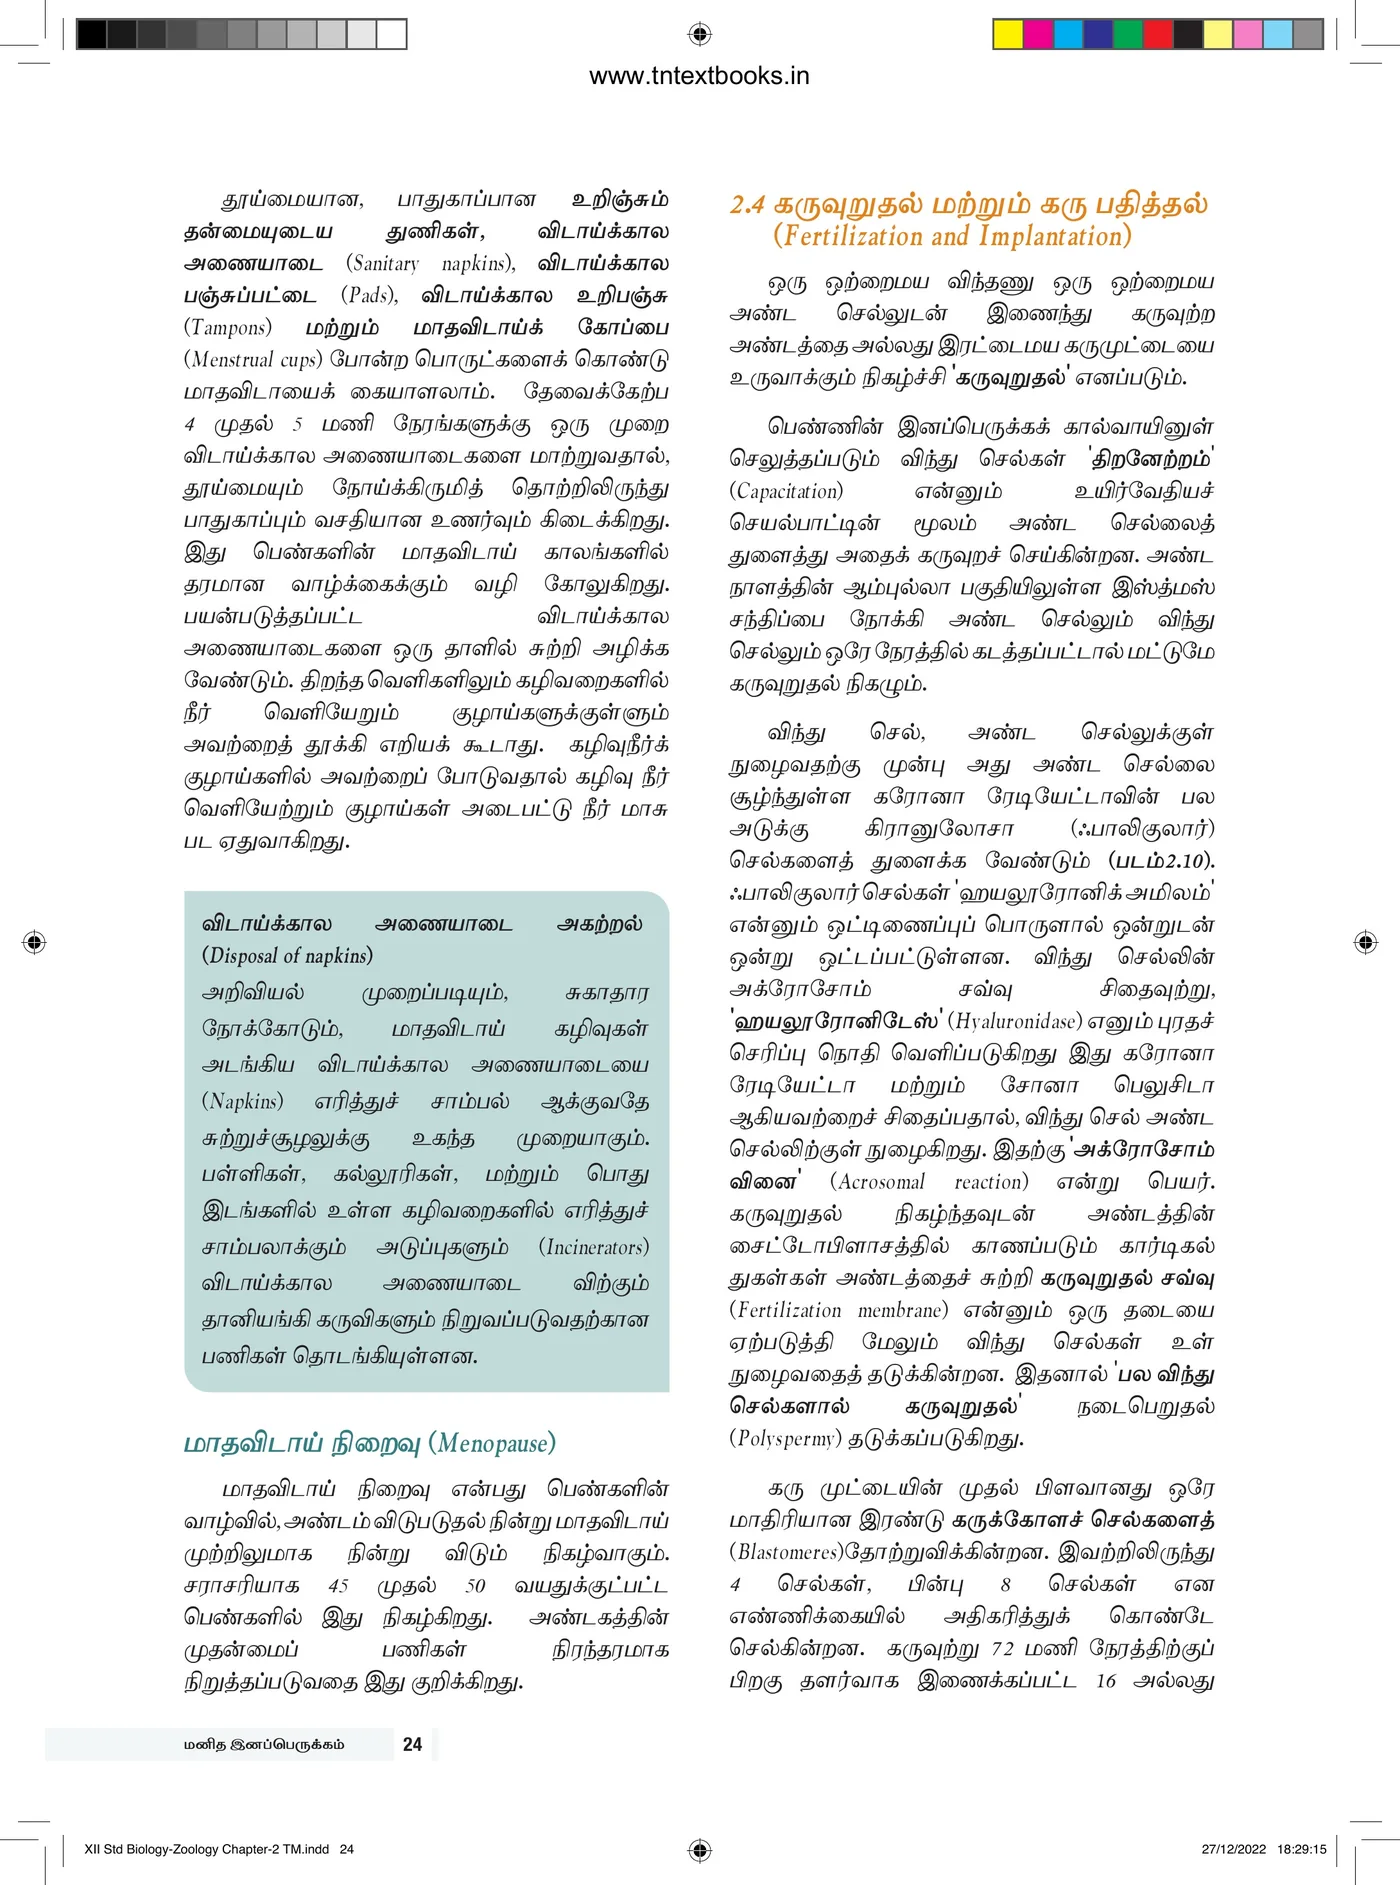 www.tntextbooks.in
தூய்மையான, பாதுகாப்பான உறிஞ்சும்
தன்மையுடைய துணிகள், விடாய்க்கால
அணையாடை (Sanitary napkins), விடாய்க்கால
பஞ்சுப்பட்டை (Pads), விடாய்க்கால உறிபஞ்சு
(Tampons) மற்றும் மாதவிடாய்க் கோப்பை
(Menstrual cups) போன்ற பொருட்களைக் கொண்டு
மாதவிடாயைக் கையாளலாம். தேவைக்கேற்ப
4 முதல் 5 மணி நேரங்களுக்கு ஒரு முறை
விடாய்க்கால அணையாடைகளை மாற்றுவதால்,
தூய்மையும் நோய்க்கிருமித் தொற்றிலிருந்து
பாதுகாப்பும் வசதியான உணர்வும் கிடைக்கிறது.
இது பெண்களின் மாதவிடாய் காலங்களில்
தரமான வாழ்க்கைக்கும் வழி கோலுகிறது.
பயன்படுத்தப்பட்ட விடாய்க்கால
அணையாடைகளை ஒரு தாளில் சுற்றி அழிக்க
வேண்டும். திறந்த வெளிகளிலும் கழிவறைகளில்
நீர் வெளியேறும் குழாய்களுக்குள்ளும்
அவற்றைத் தூக்கி எறியக் கூடாது. கழிவுநீர்க்
குழாய்களில் அவற்றைப் போடுவதால் கழிவு நீர்
வெளியேற்றும் குழாய்கள் அடைபட்டு நீர் மாசு
பட ஏதுவாகிறது.
விடாய்க்கால அணையாடை அகற்றல்
(Disposal of napkins)
அறிவியல் முறைப்படியும், சுகாதார
நோக்கோடும், மாதவிடாய் கழிவுகள்
அடங்கிய விடாய்க்கால அணையாடையை
(Napkins) எரித்துச் சாம்பல் ஆக்குவதே
சுற்றுச்சூழலுக்கு உகந்த முறையாகும்.
பள்ளிகள், கல்லூரிகள், மற்றும் பொது
இடங்களில் உள்ள கழிவறைகளில் எரித்துச்
சாம்பலாக்கும் அடுப்புகளும் (Incinerators)
விடாய்க்கால அணையாடை விற்கும்
தானியங்கி கருவிகளும் நிறுவப்படுவதற்கான
பணிகள் தொடங்கியுள்ளன.
மாதவிடாய் நிறைவு (Menopause)
மாதவிடாய் நிறைவு என்பது பெண்களின்
வாழ்வில், அண்டம் விடுபடுதல் நின்று மாதவிடாய்
முற்றிலுமாக நின்று விடும் நிகழ்வாகும்.
சராசரியாக 45 முதல் 50 வயதுக்குட்பட்ட
பெண்களில் இது நிகழ்கிறது. அண்டகத்தின்
முதன்மைப் பணிகள் நிரந்தரமாக
நிறுத்தப்படுவதை இது குறிக்கிறது.
2.4 கருவுறுதல் மற்றும் கரு பதித்தல்
(Fertilization and Implantation)
ஒரு ஒற்றைமய விந்தணு ஒரு ஒற்றைமய
அண்ட செல்லுடன் இணைந்து கருவுற்ற
அண்டத்தை அல்லது இரட்டைமய கருமுட்டையை
உருவாக்கும் நிகழ்ச்சி 'கருவுறுதல்' எனப்படும்.
பெண்ணின் இனப்பெருக்கக் கால்வாயினுள்
செலுத்தப்படும் விந்து செல்கள் 'திறனேற்றம்'
(Capacitation) என்னும் உயிர்வேதியச்
செயல்பாட்டின் மூலம் அண்ட செல்லைத்
துளைத்து அதைக் கருவுறச் செய்கின்றன. அண்ட
நாளத்தின் ஆம்புல்லா பகுதியிலுள்ள இஸ்த்மஸ்
சந்திப்பை நோக்கி அண்ட செல்லும் விந்து
செல்லும் ஒரே நேரத்தில் கடத்தப்பட்டால் மட்டுமே
கருவுறுதல் நிகழும்.
விந்து செல், அண்ட செல்லுக்குள்
நுழைவதற்கு முன்பு அது அண்ட செல்லை
சூழ்ந்துள்ள கரோனா ரேடியேட்டாவின் பல
அடுக்கு கிரானுலோசா (ஃபாலிகுலார்)
செல்களைத் துளைக்க வேண்டும் (படம்2.10).
ஃபாலிகுலார் செல்கள் 'ஹயலூரோனிக் அமிலம்'
என்னும் ஒட்டிணைப்புப் பொருளால் ஒன்றுடன்
ஒன்று ஒட்டப்பட்டுள்ளன. விந்து செல்லின்
அக்ரோசோம் சவ்வு சிதைவுற்று,
'ஹயலூரோனிடேஸ்' (Hyaluronidase) எனும் புரதச்
செரிப்பு நொதி வெளிப்படுகிறது இது கரோனா
ரேடியேட்டா மற்றும் சோனா பெலுசிடா
ஆகியவற்றைச் சிதைப்பதால், விந்து செல் அண்ட
செல்லிற்குள் நுழைகிறது. இதற்கு 'அக்ரோசோம்
வினை' (Acrosomal reaction) என்று பெயர்.
கருவுறுதல் நிகழ்ந்தவுடன் அண்டத்தின்
சைட்டோபிளாசத்தில் காணப்படும் கார்டிகல்
துகள்கள் அண்டத்தைச் சுற்றி கருவுறுதல் சவ்வு
(Fertilization membrane) என்னும் ஒரு தடையை
ஏற்படுத்தி மேலும் விந்து செல்கள் உள்
நுழைவதைத் தடுக்கின்றன. இதனால் 'பல விந்து
செல்களால் கருவுறுதல்' நடைபெறுதல்
(Polyspermy) தடுக்கப்படுகிறது.
கரு முட்டையின் முதல் பிளவானது ஒரே
மாதிரியான இரண்டு கருக்கோளச் செல்களைத்
(Blastomeres)தோற்றுவிக்கின்றன. இவற்றிலிருந்து
4 செல்கள், பின்பு 8 செல்கள் என
எண்ணிக்கையில் அதிகரித்துக் கொண்டே
செல்கின்றன. கருவுற்று 72 மணி நேரத்திற்குப்
பிறகு தளர்வாக இணைக்கப்பட்ட 16 அல்லது
மனித இனப்பெருக்கம் 24
XII Std Biology-Zoology Chapter-2 TM.indd 24
27/12/2022 18:29:15